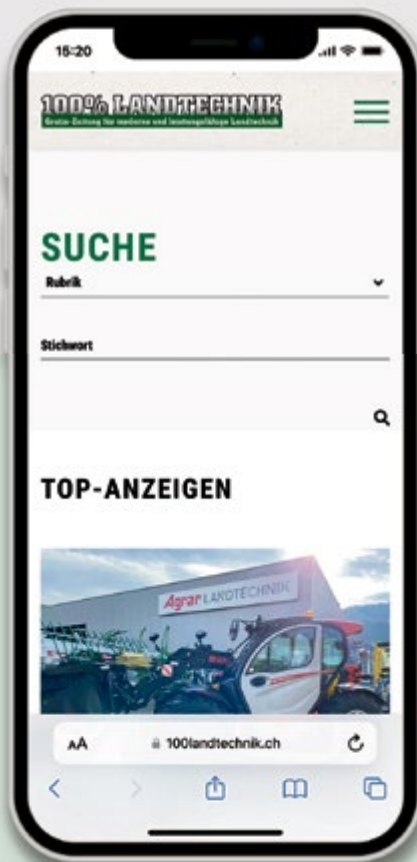 15:20
100% LANDTECHNIK
Gratis-Zeitung für moderne und leistungsfähige Landtechnik
SUCHE
Rubrik
Stichwort
TOP-ANZEIGEN
Agrar LANDTECHNIK
AA
100landtechnik.ch